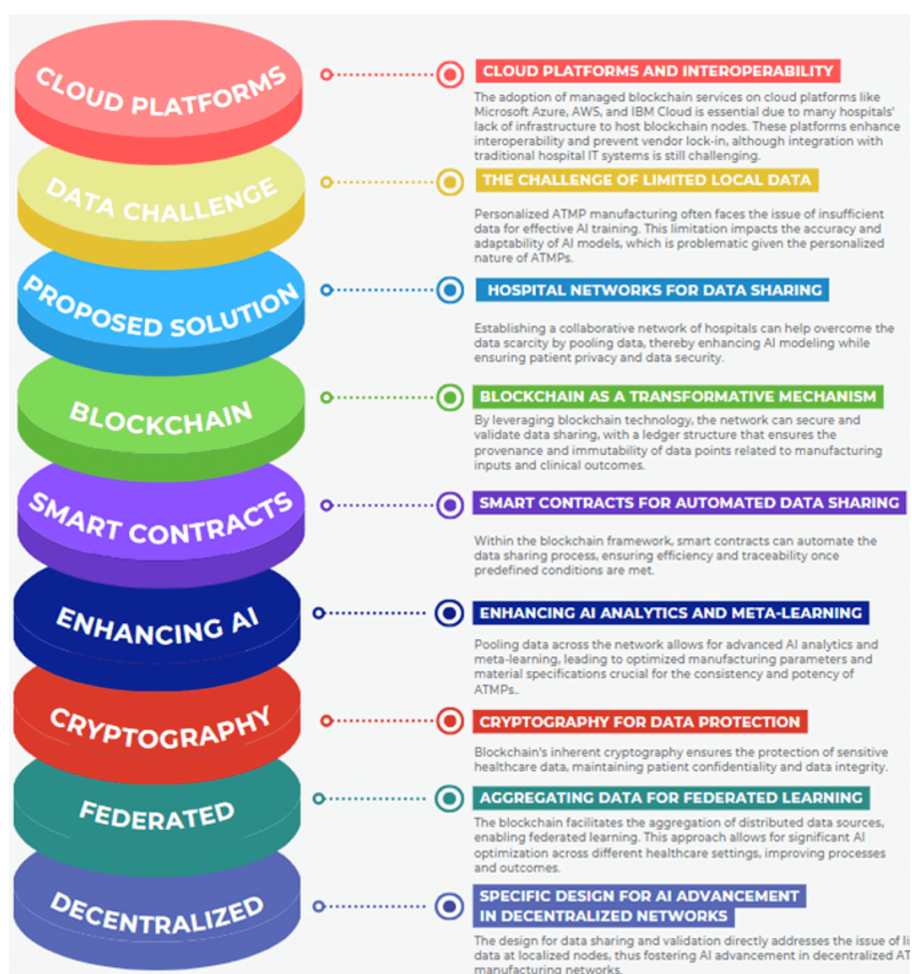 CLOUD PLATFORMS
CLOUD PLATFORMS AND INTEROPERABILITY
The adoption of managed blockchain services on cloud platforms like
Microsoft Azure, AWS, and IBM Cloud is essential due to many hospitals'
lack of infrastructure to host blockchain nodes. These platforms enhance
interoperability and prevent vendor lock-in, although integration with
traditional hospital IT systems is still challenging.
DATA CHALLENGE
THE CHALLENGE OF LIMITED LOCAL DATA
Personalized ATMP manufacturing often faces the issue of insufficient
data for effective AI training. This limitation impacts the accuracy and
adaptability of AI models, which is problematic given the personalized
nature of ATMPs.
PROPOSED SOLUTION
HOSPITAL NETWORKS FOR DATA SHARING
Establishing a collaborative network of hospitals can help overcome the
data scarcity by pooling data, thereby enhancing AI modeling while
ensuring patient privacy and data security.
BLOCKCHAIN
BLOCKCHAIN AS A TRANSFORMATIVE MECHANISM
By leveraging blockchain technology, the network can secure and
validate data sharing, with a ledger structure that ensures the
provenance and immutability of data points related to manufacturing
inputs and clinical outcomes.
SMART CONTRACTS
SMART CONTRACTS FOR AUTOMATED DATA SHARING
Within the blockchain framework, smart contracts can automate the
data sharing process, ensuring efficiency and traceability once
predefined conditions are met.
ENHANCING AI
ENHANCING AI ANALYTICS AND META-LEARNING
Pooling data across the network allows for advanced AI analytics and
meta-learning, leading to optimized manufacturing parameters and
material specifications crucial for the consistency and potency of
ATMPs..
CRYPTOGRAPHY
CRYPTOGRAPHY FOR DATA PROTECTION
Blockchain's inherent cryptography ensures the protection of sensitive
healthcare data, maintaining patient confidentiality and data integrity.
FEDERATED
AGGREGATING DATA FOR FEDERATED LEARNING
The blockchain facilitates the aggregation of distributed data sources,
enabling federated learning. This approach allows for significant AI
optimization across different healthcare settings, improving processes
and outcomes.
DECENTRALIZED
SPECIFIC DESIGN FOR AI ADVANCEMENT
IN DECENTRALIZED NETWORKS
The design for data sharing and validation directly addresses the issue of
data at localized nodes, thus fostering AI advancement in decentralized
manufacturing networks.